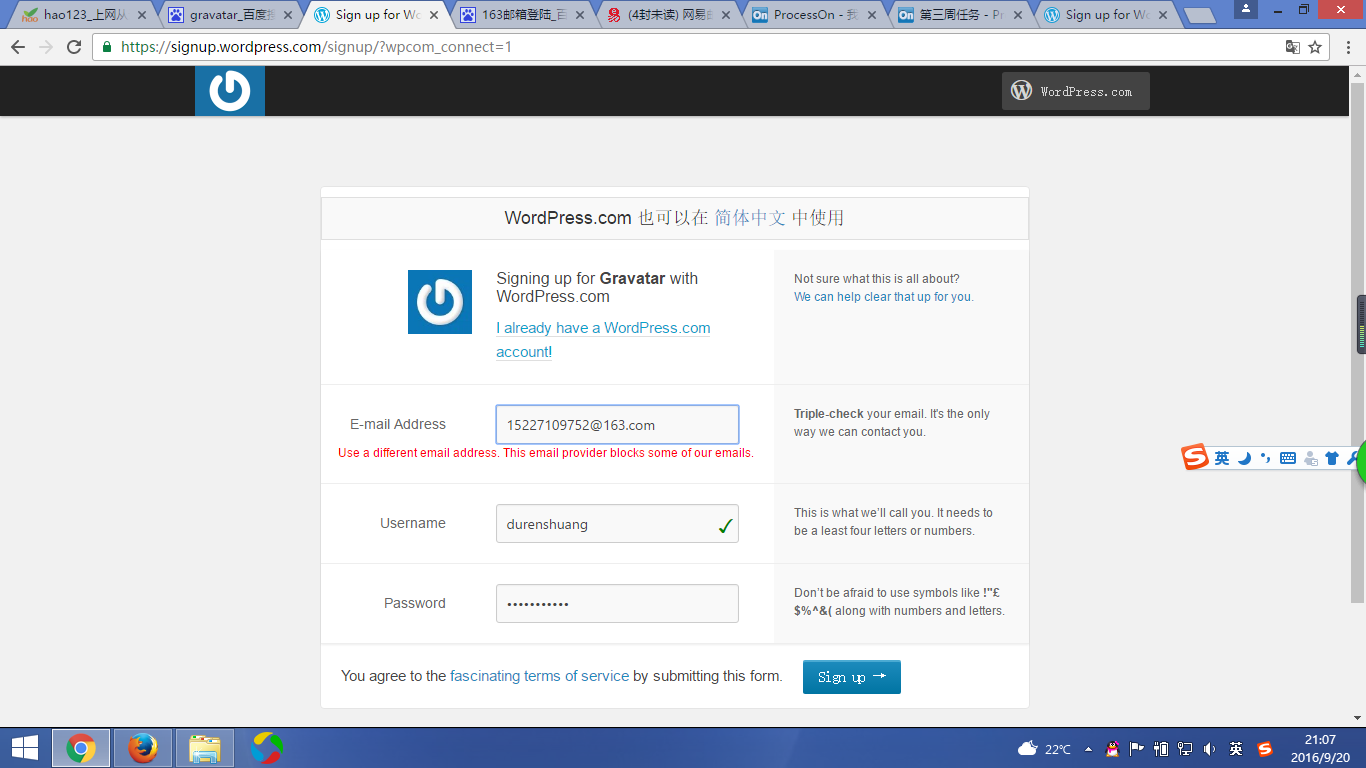 hao123_上网从
gravatar_百度搜
Sign up for Wo
163邮箱登陆_百
(4封未读) 网易
ProcessOn - 我
第三周任务 - Pr
Sign up for Wo
https://signup.wordpress.com/signup/?wpcom_connect=1
WordPress.com
WordPress.com 也可以在 简体中文 中使用
Signing up for Gravatar with
WordPress.com
I already have a WordPress.com
account!
Not sure what this is all about?
We can help clear that up for you.
E-mail Address
15227109752@163.com
Use a different email address. This email provider blocks some of our emails.
Triple-check your email. It's the only
way we can contact you.
Username
durenshuang
This is what we'll call you. It needs to
be a least four letters or numbers.
Password
•••••••••••
Don't be afraid to use symbols like !"£
$%^&( along with numbers and letters.
You agree to the fascinating terms of service by submitting this form.
Sign up →
英
22℃
英
21:07
2016/9/20